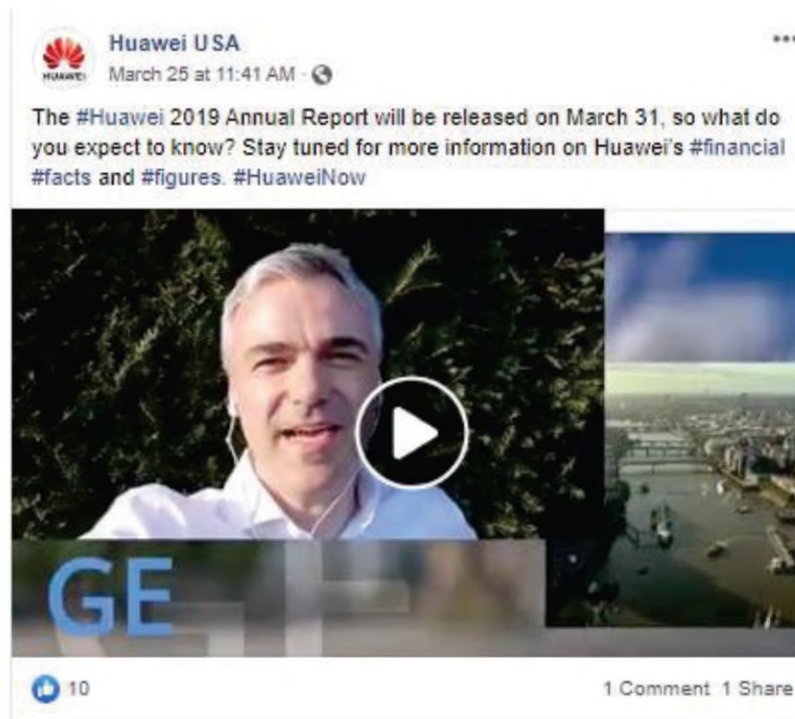 Huawei USA
HUAWEI
March 25 at 11:41 AM ·
The #Huawei 2019 Annual Report will be released on March 31, so what do
you expect to know? Stay tuned for more information on Huawei's #financial
#facts and #figures. #HuaweiNow
GE
GE
10
1 Comment 1 Share